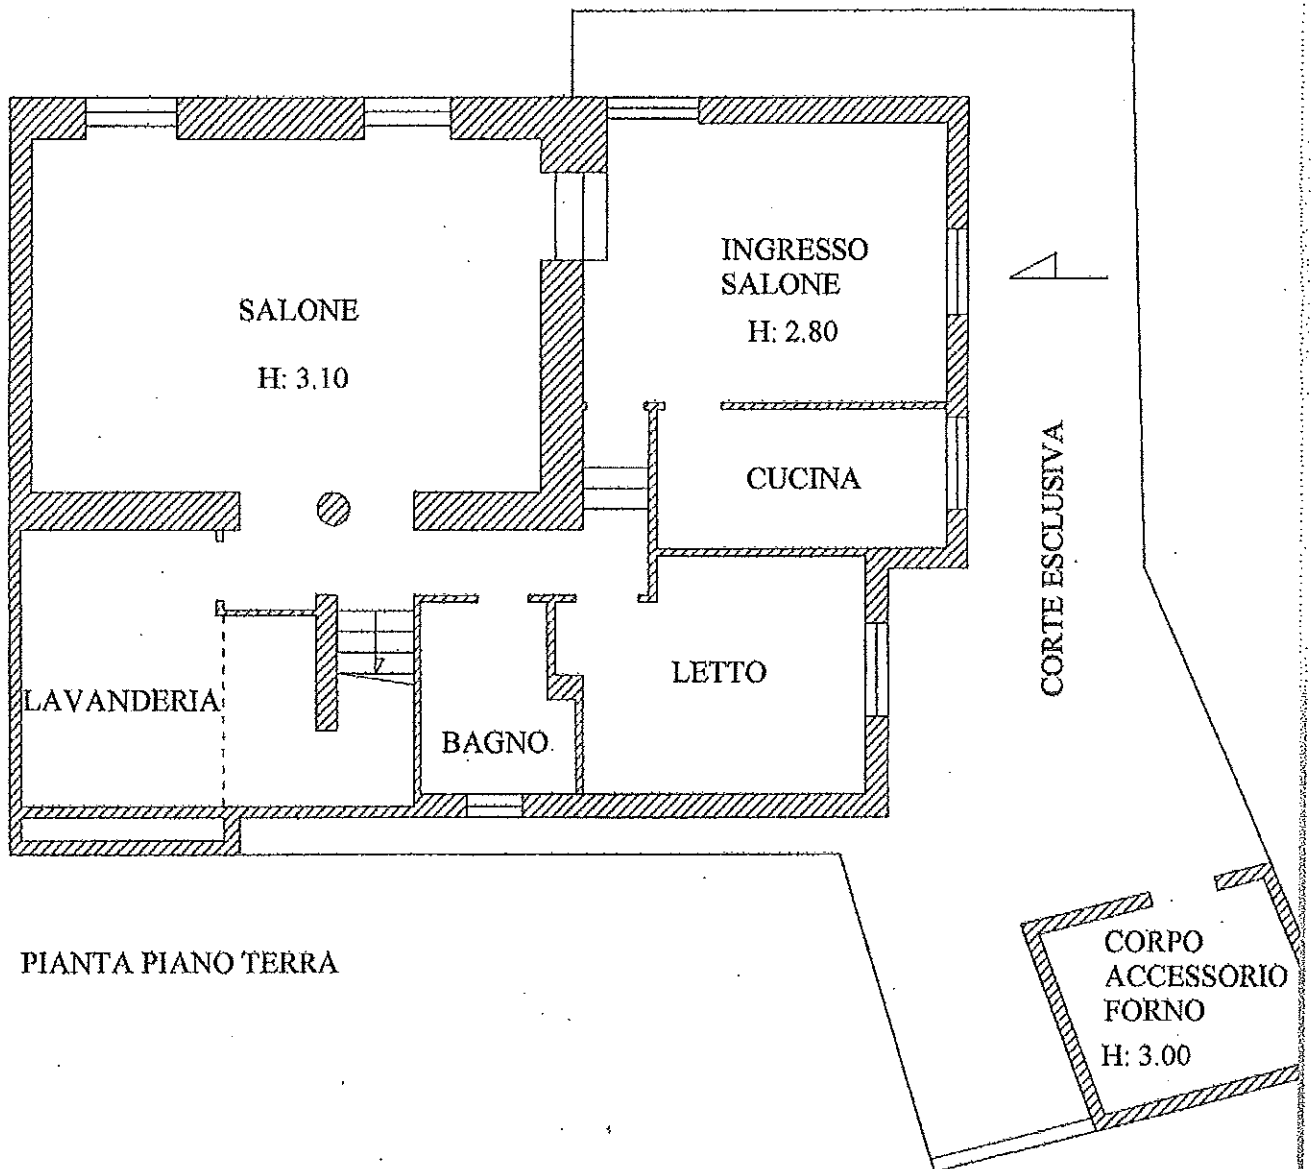 INGRESSO
SALONE
H: 2.80
SALONE
H: 3.10
CUCINA
CORTE ESCLUSIVA
LETTO
LAVANDERIA
BAGNO
PIANTA PIANO TERRA
CORPO
ACCESSORIO
FORNO
H: 3.00